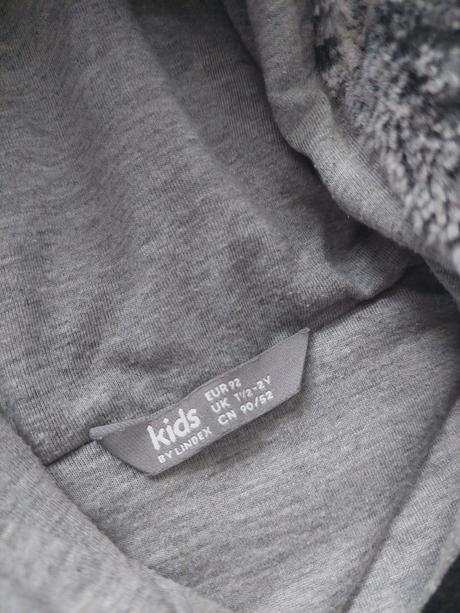 kids
BY LINDEX
EUR 92
UK 1½-2Y
CN 90/52